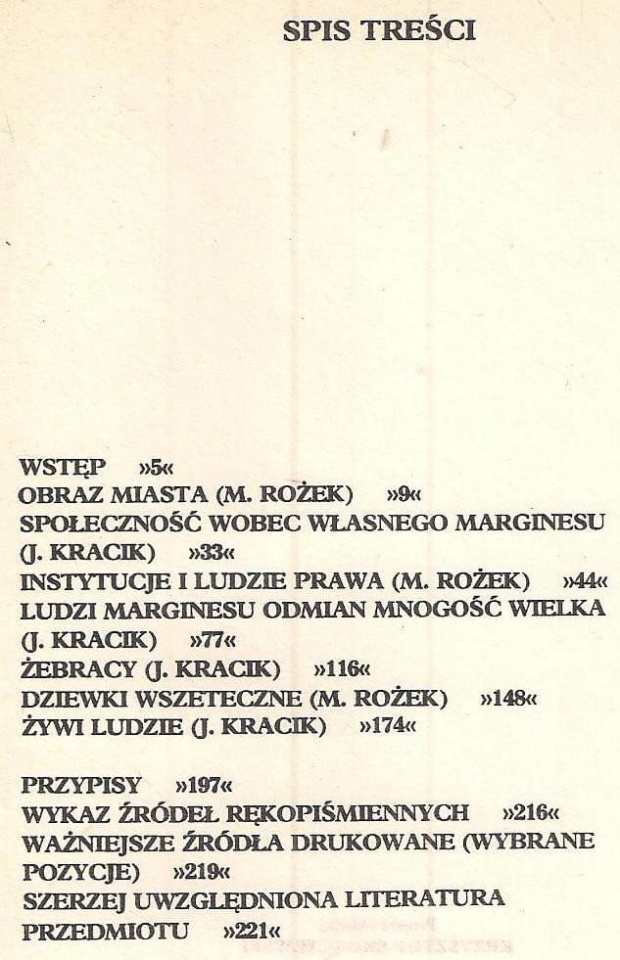 SPIS TREŚCI
WSTĘP »5«
OBRAZ MIASTA (M. ROŻEK) »9«
SPOŁECZNOŚĆ WOBEC WŁASNEGO MARGINESU
(J. KRACIK) »33«
INSTYTUCJE I LUDZIE PRAWA (M. ROŻEK) »44«
LUDZI MARGINESU ODMIAN MNOGOŚĆ WIELKA
(J. KRACIK) »77«
ŻEBRACY (J. KRACIK) »116«
DZIEWKI WSZETECZNE (M. ROŻEK) »148«
ŻYWI LUDZIE (J. KRACIK) »174«
PRZYPISY »197«
WYKAZ ŹRÓDEŁ RĘKOPIŚMIENNYCH »216«
WAŻNIEJSZE ŹRÓDŁA DRUKOWANE (WYBRANE
POZYCJE) »219«
SZERZEJ UWZGLĘDNIONA LITERATURA
PRZEDMIOTU »221«